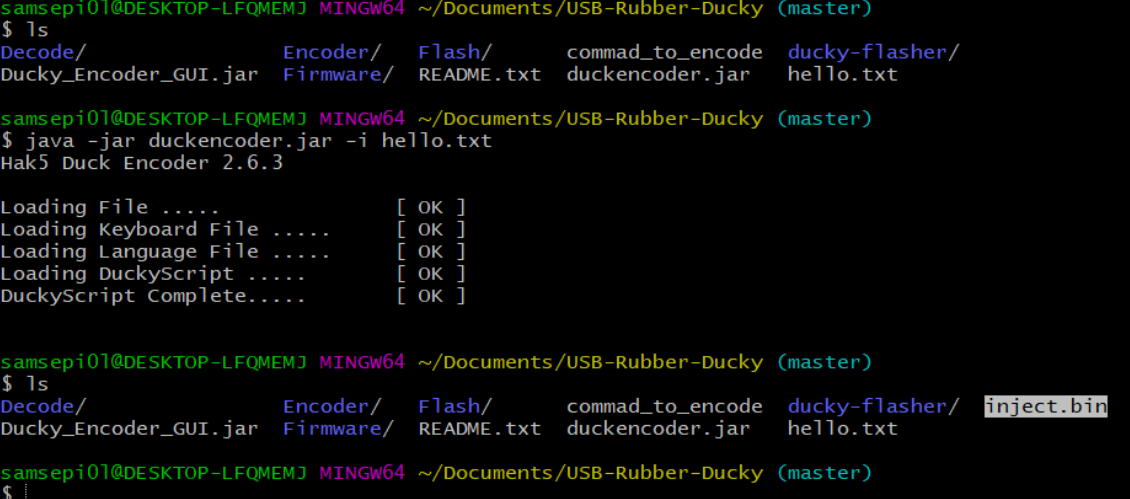 samsepi01@DESKTOP-LFQMEMJ MINGW64 ~/Documents/USB-Rubber-Ducky (master)
$ ls
Decode/ Encoder/ Flash/ commad_to_encode ducky-flasher/
Ducky_Encoder_GUI.jar Firmware/ README.txt duckencoder.jar hello.txt
samsepi01@DESKTOP-LFQMEMJ MINGW64 ~/Documents/USB-Rubber-Ducky (master)
$ java -jar duckencoder.jar -i hello.txt
Hak5 Duck Encoder 2.6.3
Loading File ..... [ OK ]
Loading Keyboard File ..... [ OK ]
Loading Language File ..... [ OK ]
Loading DuckyScript ..... [ OK ]
DuckyScript Complete..... [ OK ]
samsepi01@DESKTOP-LFQMEMJ MINGW64 ~/Documents/USB-Rubber-Ducky (master)
$ ls
Decode/ Encoder/ Flash/ commad_to_encode ducky-flasher/ inject.bin
Ducky_Encoder_GUI.jar Firmware/ README.txt duckencoder.jar hello.txt
samsepi01@DESKTOP-LFQMEMJ MINGW64 ~/Documents/USB-Rubber-Ducky (master)
$